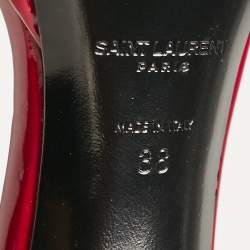 SAINT LAURENT
PARIS
MADE IN ITALY
38